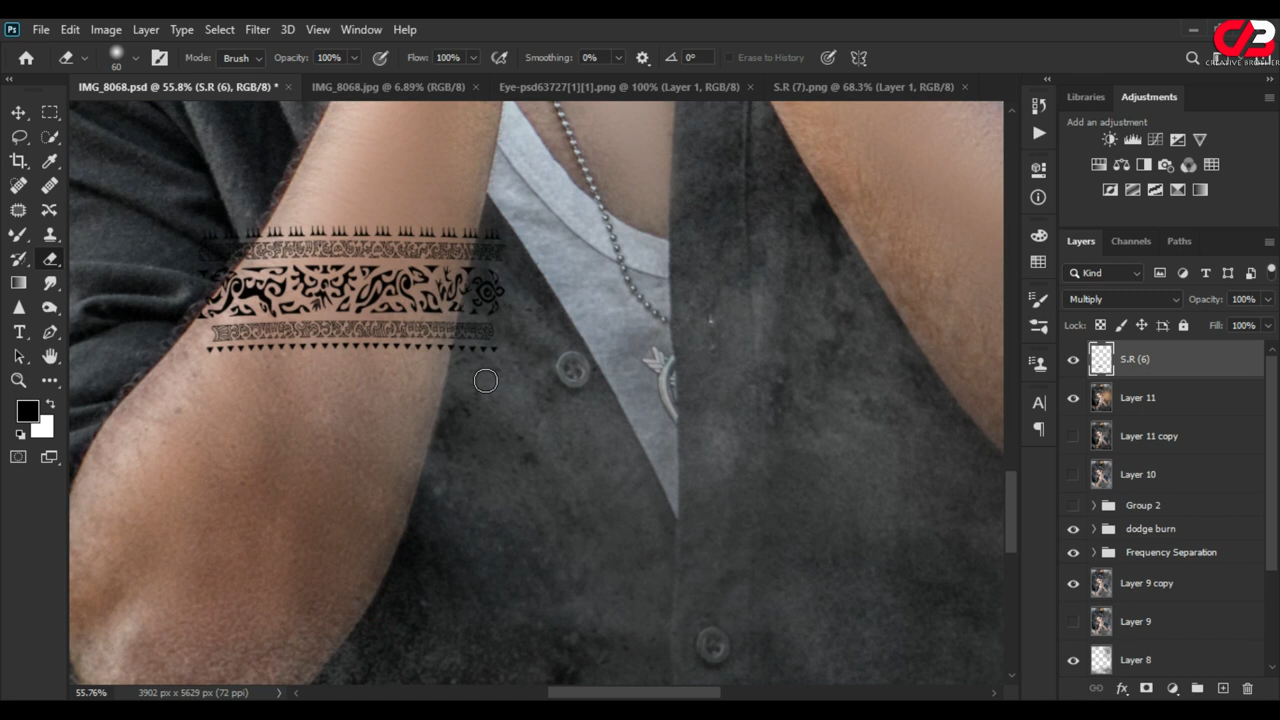 Ps File Edit Image Layer Type Select Filter 3D View Window Help
CREATIVE BROTHER
60 Mode: Brush Opacity: 100% Flow: 100% Smoothing: 0% 0° Erase to History
IMG_8068.psd @ 55.8% (S.R (6), RGB/8) * × IMG_8068.jpg @ 6.89% (RGB/8) × Eye-psd63727[1][1].png @ 100% (Layer 1, RGB/8) × S.R (7).png @ 68.3% (Layer 1, RGB/8) ×
Libraries Adjustments
Add an adjustment
Layers Channels Paths
Kind
Multiply Opacity: 100%
Lock: Fill: 100%
S.R (6)
Layer 11
Layer 11 copy
Layer 10
Group 2
dodge burn
Frequency Separation
Layer 9 copy
Layer 9
Layer 8
55.76% 3902 px x 5629 px (72 ppi)